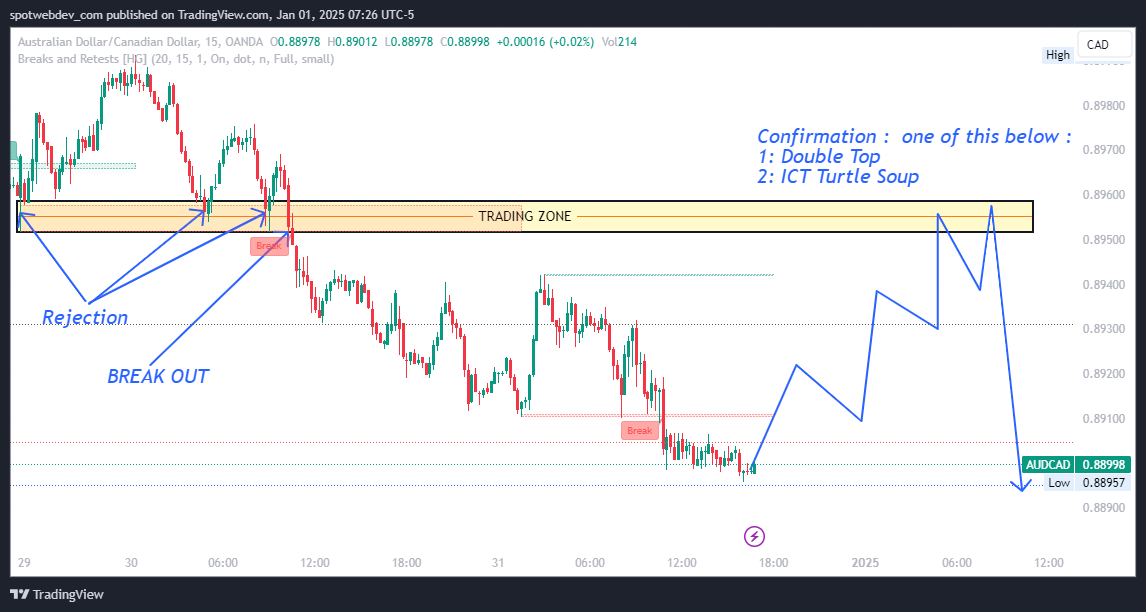 spotwebdev_com published on TradingView.com, Jan 01, 2025 07:26 UTC-5
Australian Dollar/Canadian Dollar, 15, OANDA O0.88978 H0.89012 L0.88978 C0.88998 +0.00016 (+0.02%) Vol214
CAD
Breaks and Retests [HG] (20, 15, 1, On, dot, n, Full, small)
High
0.89800
Confirmation : one of this below :
0.89700
1: Double Top
2: ICT Turtle Soup
0.89600
TRADING ZONE
Break
0.89500
0.89400
Rejection
0.89300
BREAK OUT
0.89200
0.89100
Break
AUDCAD 0.88998
Low 0.88957
0.88900
29 30 06:00 12:00 18:00 31 06:00 12:00 18:00 2025 06:00 12:00
TradingView